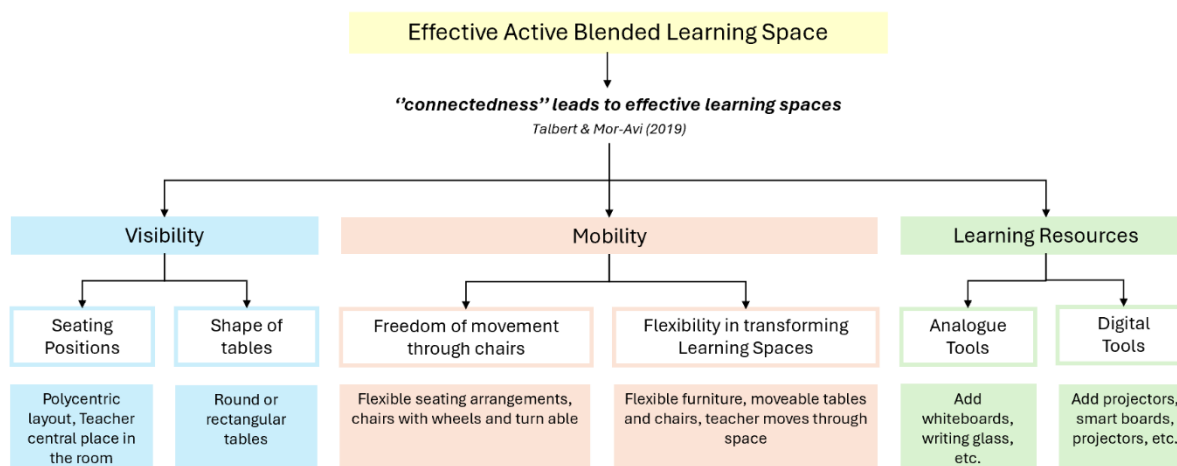 Effective Active Blended Learning Space
‘’connectedness’’ leads to effective learning spaces
Talbert & Mor-Avi (2019)
Visibility
Mobility
Learning Resources
Seating
Positions
Shape of
tables
Freedom of movement
through chairs
Flexibility in transforming
Learning Spaces
Analogue
Tools
Digital
Tools
Polycentric
layout, Teacher
central place in
the room
Round or
rectangular
tables
Flexible seating arrangements,
chairs with wheels and turn able
Flexible furniture, moveable tables
and chairs, teacher moves through
space
Add
whiteboards,
writing glass,
etc.
Add projectors,
smart boards,
projectors, etc.